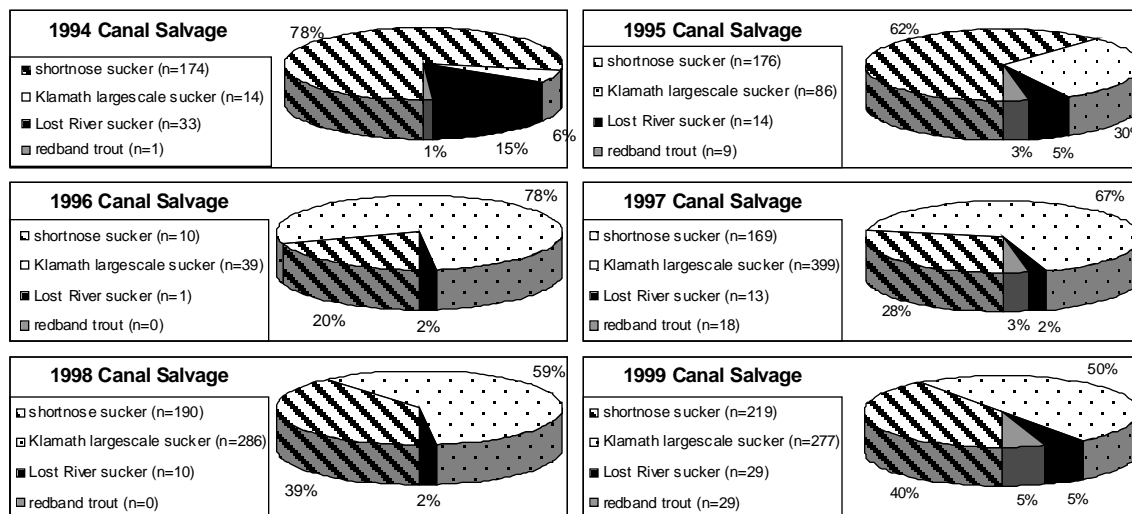 1994 Canal Salvage
78%
shortnose sucker (n=174)
Klamath largescale sucker (n=14)
Lost River sucker (n=33)
redband trout (n=1)
6%
15%
1%
1995 Canal Salvage
62%
shortnose sucker (n=176)
Klamath largescale sucker (n=86)
Lost River sucker (n=14)
redband trout (n=9)
30%
5%
3%
1996 Canal Salvage
78%
shortnose sucker (n=10)
Klamath largescale sucker (n=39)
Lost River sucker (n=1)
redband trout (n=0)
20%
2%
1997 Canal Salvage
67%
shortnose sucker (n=169)
Klamath largescale sucker (n=399)
Lost River sucker (n=13)
redband trout (n=18)
28%
3%
2%
1998 Canal Salvage
59%
shortnose sucker (n=190)
Klamath largescale sucker (n=286)
Lost River sucker (n=10)
redband trout (n=0)
39%
2%
1999 Canal Salvage
50%
shortnose sucker (n=219)
Klamath largescale sucker (n=277)
Lost River sucker (n=29)
redband trout (n=29)
40%
5%
5%